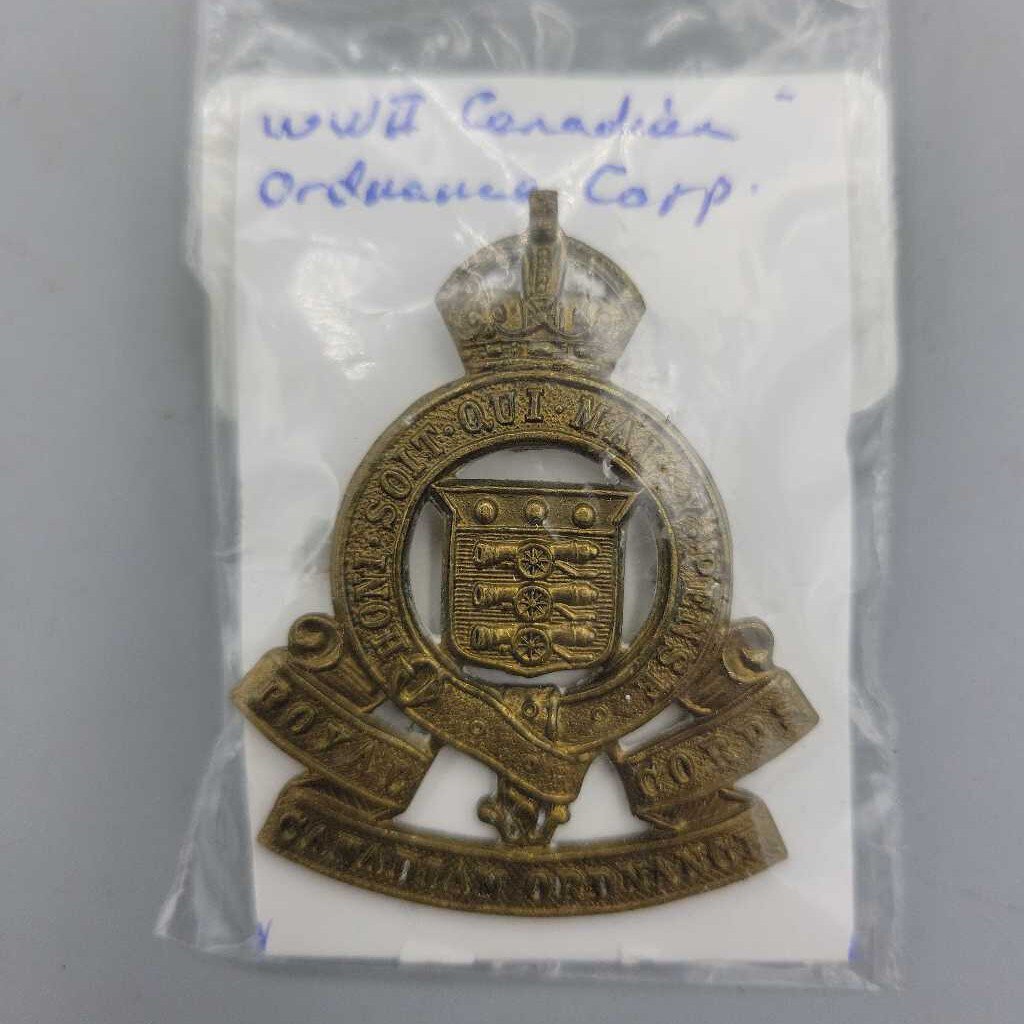 WWII Canadian
Ordnance Corp.
HONI·SOIT·QUI·MAL·Y·PENSE
ROYAL
CORPS
CANADIAN ORDNANCE